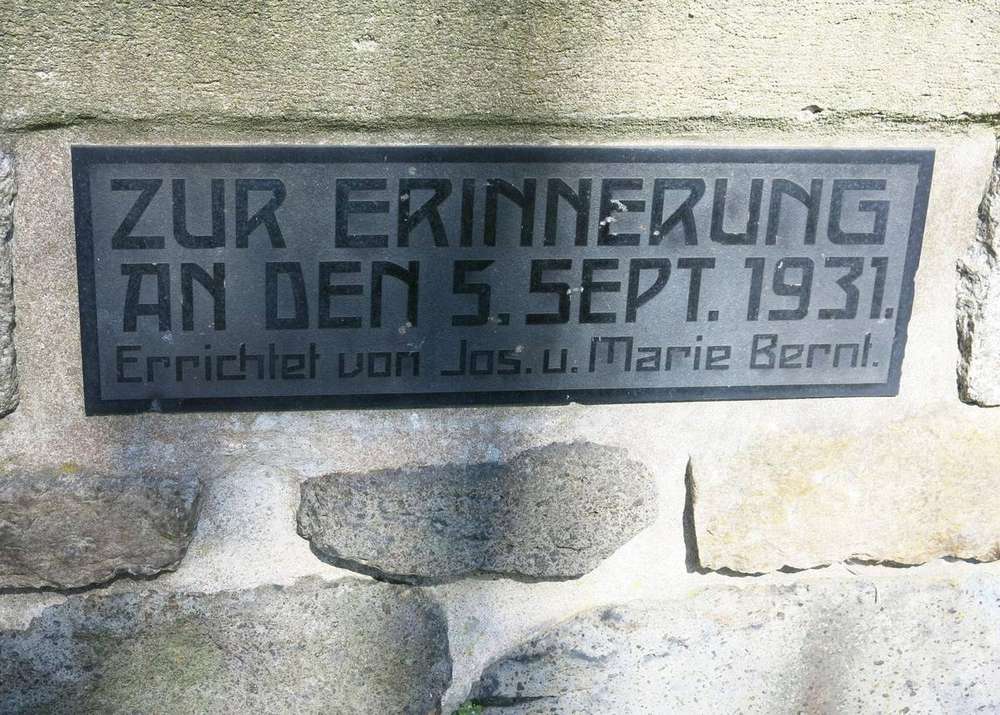 ZUR ERINNERUNG
AN DEN 5. SEPT. 1931.
Errichtet von Jos. u. Marie Bernt.